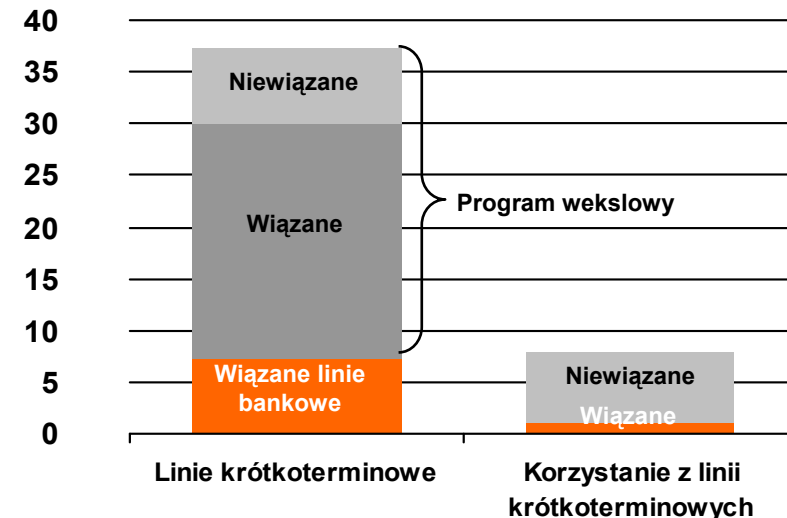 40
35
30
25
20
15
10
5
0
Niewiązane
Wiązane
Program wekslowy
Wiązane linie
bankowe
Niewiązane
Wiązane
Linie krótkoterminowe
Korzystanie z linii
krótkoterminowych